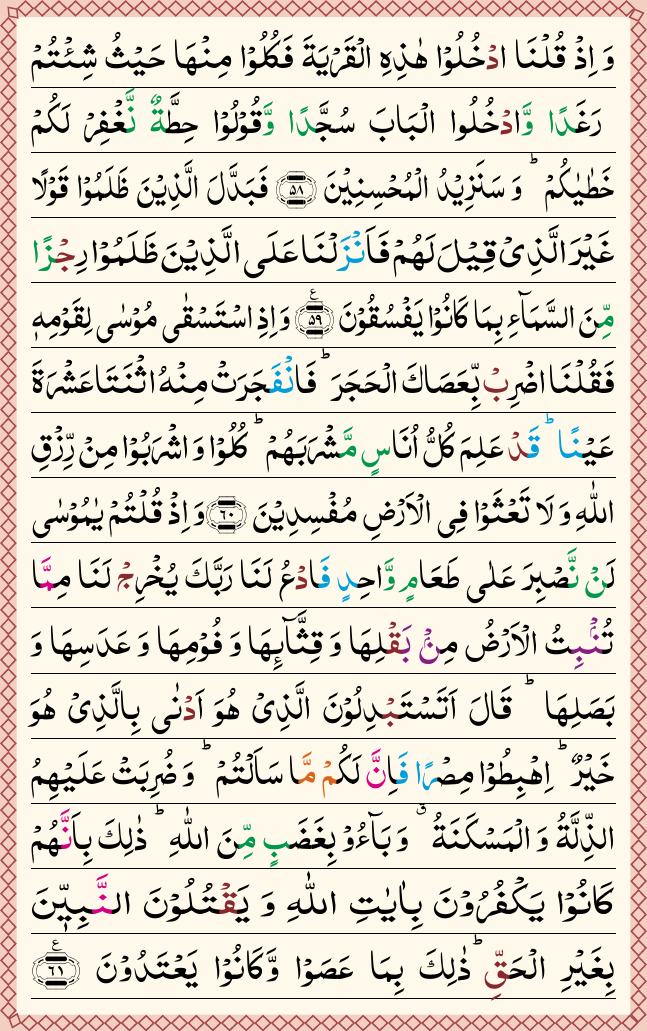 وَ اِذْ قُلْنَا ادْخُلُوْا هٰذِهِ الْقَرْيَةَ فَكُلُوْا مِنْهَا حَيْثُ شِئْتُمْ
رَغَدًا وَّادْخُلُوا الْبَابَ سُجَّدًا وَّقُوْلُوْا حِطَّةٌ نَّغْفِرْ لَكُمْ
خَطٰيٰكُمْ ؕ وَ سَنَزِيْدُ الْمُحْسِنِيْنَ ﴿۵۸﴾ فَبَدَّلَ الَّذِيْنَ ظَلَمُوْا قَوْلًا
غَيْرَ الَّذِىْ قِيْلَ لَهُمْ فَاَنْزَلْنَا عَلَى الَّذِيْنَ ظَلَمُوْا رِجْزًا
مِّنَ السَّمَآءِ بِمَا كَانُوْا يَفْسُقُوْنَ ﴿۵۹﴾ ع وَاِذِ اسْتَسْقٰى مُوْسٰى لِقَوْمِهٖ
فَقُلْنَا اضْرِبْ بِّعَصَاكَ الْحَجَرَ ؕ فَانْفَجَرَتْ مِنْهُ اثْنَتَا عَشْرَةَ
عَيْنًا ؕ قَدْ عَلِمَ كُلُّ اُنَاسٍ مَّشْرَبَهُمْ ؕ كُلُوْا وَ اشْرَبُوْا مِنْ رِّزْقِ
اللّٰهِ وَ لَا تَعْثَوْا فِى الْاَرْضِ مُفْسِدِيْنَ ﴿۶۰﴾ وَ اِذْ قُلْتُمْ يٰمُوْسٰى
لَنْ نَّصْبِرَ عَلٰى طَعَامٍ وَّاحِدٍ فَادْعُ لَنَا رَبَّكَ يُخْرِجْ لَنَا مِمَّا
تُنْۢبِتُ الْاَرْضُ مِنْۢ بَقْلِهَا وَ قِثَّآئِهَا وَ فُوْمِهَا وَ عَدَسِهَا وَ
بَصَلِهَا ؕ قَالَ اَتَسْتَبْدِلُوْنَ الَّذِىْ هُوَ اَدْنٰى بِالَّذِىْ هُوَ
خَيْرٌ ؕ اِهْبِطُوْا مِصْرًا فَاِنَّ لَكُمْ مَّا سَاَلْتُمْ ؕ وَ ضُرِبَتْ عَلَيْهِمُ
الذِّلَّةُ وَ الْمَسْكَنَةُ ۗ وَ بَآءُوْ بِغَضَبٍ مِّنَ اللّٰهِ ؕ ذٰلِكَ بِاَنَّهُمْ
كَانُوْا يَكْفُرُوْنَ بِاٰيٰتِ اللّٰهِ وَ يَقْتُلُوْنَ النَّبِيّٖنَ
بِغَيْرِ الْحَقِّ ؕ ذٰلِكَ بِمَا عَصَوْا وَّكَانُوْا يَعْتَدُوْنَ ﴿۶۱﴾ ع